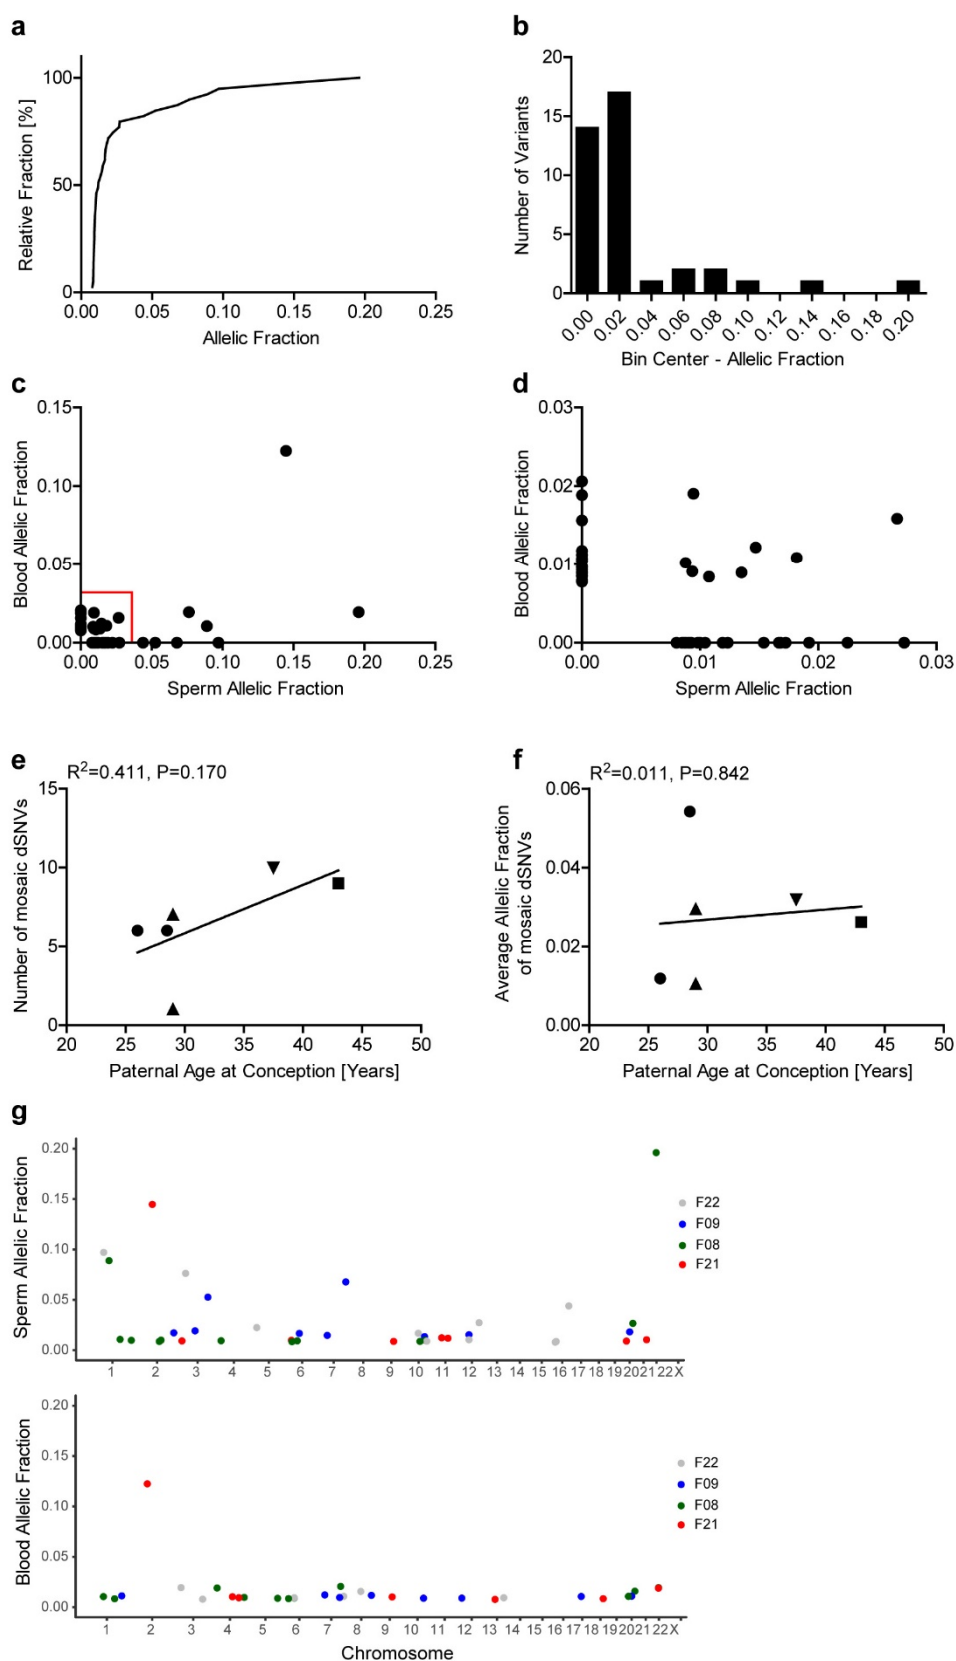 a
100
50
0
Relative Fraction [%]
0.00 0.05 0.10 0.15 0.20 0.25
Allelic Fraction
b
20
15
10
5
0
Number of Variants
0.00 0.02 0.04 0.06 0.08 0.10 0.12 0.14 0.16 0.18 0.20
Bin Center - Allelic Fraction
c
0.15
0.10
0.05
0.00
Blood Allelic Fraction
0.00 0.05 0.10 0.15 0.20 0.25
Sperm Allelic Fraction
d
0.03
0.02
0.01
0.00
Blood Allelic Fraction
0.00 0.01 0.02 0.03
Sperm Allelic Fraction
e
R²=0.411, P=0.170
15
10
5
0
Number of mosaic dSNVs
20 25 30 35 40 45 50
Paternal Age at Conception [Years]
f
R²=0.011, P=0.842
0.06
0.04
0.02
0.00
Average Allelic Fraction
of mosaic dSNVs
20 25 30 35 40 45 50
Paternal Age at Conception [Years]
g
0.20
0.15
0.10
0.05
0.00
Sperm Allelic Fraction
F22
F09
F08
F21
1 2 3 4 5 6 7 8 9 10 11 12 13 14 15 16 17 18 19 20 21 22 X
0.20
0.15
0.10
0.05
0.00
Blood Allelic Fraction
F22
F09
F08
F21
1 2 3 4 5 6 7 8 9 10 11 12 13 14 15 16 17 18 19 20 21 22 X
Chromosome